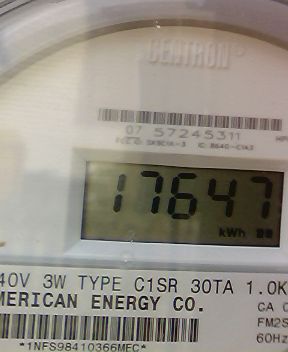 CENTRON®
07 57245311
17647
kWh
40V 3W TYPE C1SR 30TA 1.0K
MERICAN ENERGY CO.
CA 0
FM2S
60Hz
*1NFS98410366MEC*